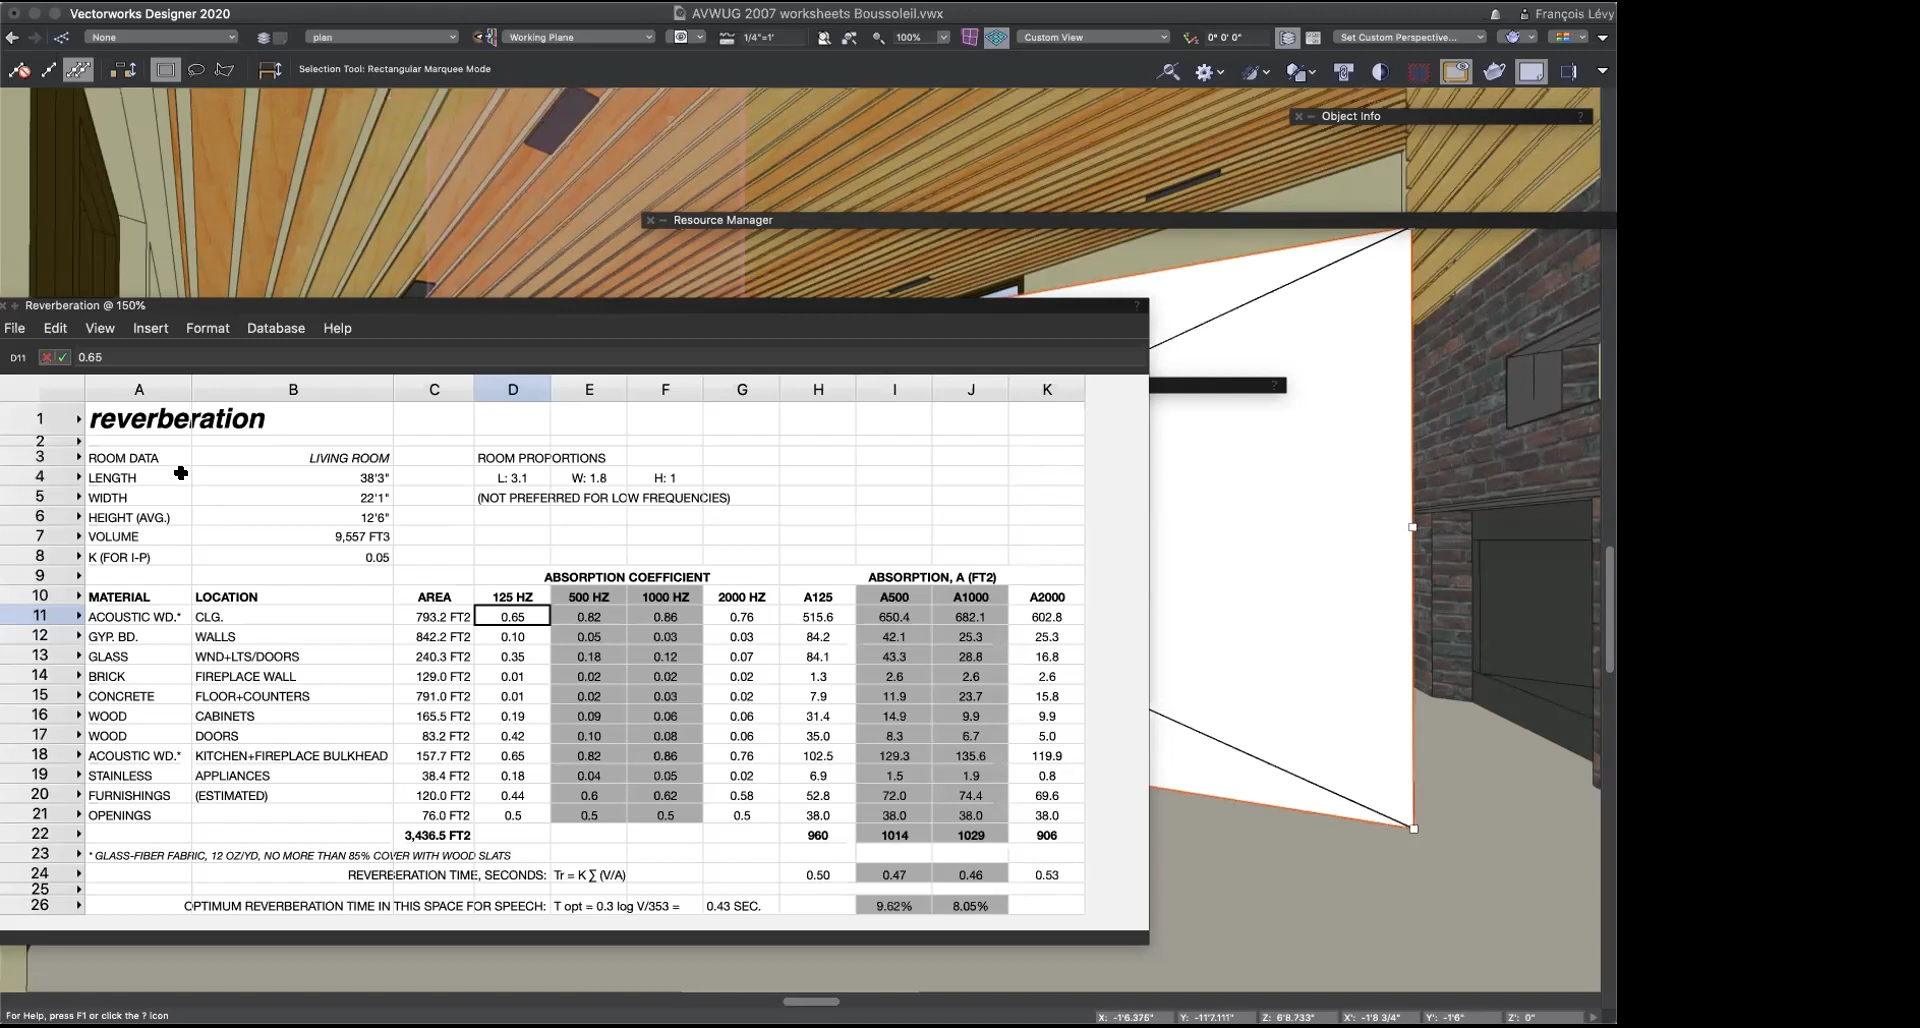 Vectorworks Designer 2020
AVWUG 2007 worksheets Boussoleil.vwx
François Lévy
None
plan
Working Plane
1/4"=1'
100%
Custom View
0° 0' 0"
Set Custom Perspective...
Selection Tool: Rectangular Marquee Mode
Object Info ?
Resource Manager
Reverberation @ 150% ?
File Edit View Insert Format Database Help
D11 0.65
?
A B C D E F G H I J K
1 reverberation
2
3 ROOM DATA LIVING ROOM ROOM PROPORTIONS
4 LENGTH 38'3" L: 3.1 W: 1.8 H: 1
5 WIDTH 22'1" (NOT PREFERRED FOR LOW FREQUENCIES)
6 HEIGHT (AVG.) 12'6"
7 VOLUME 9,557 FT3
8 K (FOR I-P) 0.05
9 ABSORPTION COEFFICIENT ABSORPTION, A (FT2)
10 MATERIAL LOCATION AREA 125 HZ 500 HZ 1000 HZ 2000 HZ A125 A500 A1000 A2000
11 ACOUSTIC WD.* CLG. 793.2 FT2 0.65 0.82 0.86 0.76 515.6 650.4 682.1 602.8
12 GYP. BD. WALLS 842.2 FT2 0.10 0.05 0.03 0.03 84.2 42.1 25.3 25.3
13 GLASS WND+LTS/DOORS 240.3 FT2 0.35 0.18 0.12 0.07 84.1 43.3 28.8 16.8
14 BRICK FIREPLACE WALL 129.0 FT2 0.01 0.02 0.02 0.02 1.3 2.6 2.6 2.6
15 CONCRETE FLOOR+COUNTERS 791.0 FT2 0.01 0.02 0.03 0.02 7.9 11.9 23.7 15.8
16 WOOD CABINETS 165.5 FT2 0.19 0.09 0.06 0.06 31.4 14.9 9.9 9.9
17 WOOD DOORS 83.2 FT2 0.42 0.10 0.08 0.06 35.0 8.3 6.7 5.0
18 ACOUSTIC WD.* KITCHEN+FIREPLACE BULKHEAD 157.7 FT2 0.65 0.82 0.86 0.76 102.5 129.3 135.6 119.9
19 STAINLESS APPLIANCES 38.4 FT2 0.18 0.04 0.05 0.02 6.9 1.5 1.9 0.8
20 FURNISHINGS (ESTIMATED) 120.0 FT2 0.44 0.6 0.62 0.58 52.8 72.0 74.4 69.6
21 OPENINGS 76.0 FT2 0.5 0.5 0.5 0.5 38.0 38.0 38.0 38.0
22 3,436.5 FT2 960 1014 1029 906
23 * GLASS-FIBER FABRIC, 12 OZ/YD, NO MORE THAN 85% COVER WITH WOOD SLATS
24 REVERBERATION TIME, SECONDS: Tr = K ∑ (V/A) 0.50 0.47 0.46 0.53
25
26 OPTIMUM REVERBERATION TIME IN THIS SPACE FOR SPEECH: T opt = 0.3 log V/353 = 0.43 SEC. 9.62% 8.05%
For Help, press F1 or click the ? icon
X: -1'6.375" Y: -11'7.111" Z: 6'8.733" X': -1'8 3/4" Y': -1'6" Z': 0"